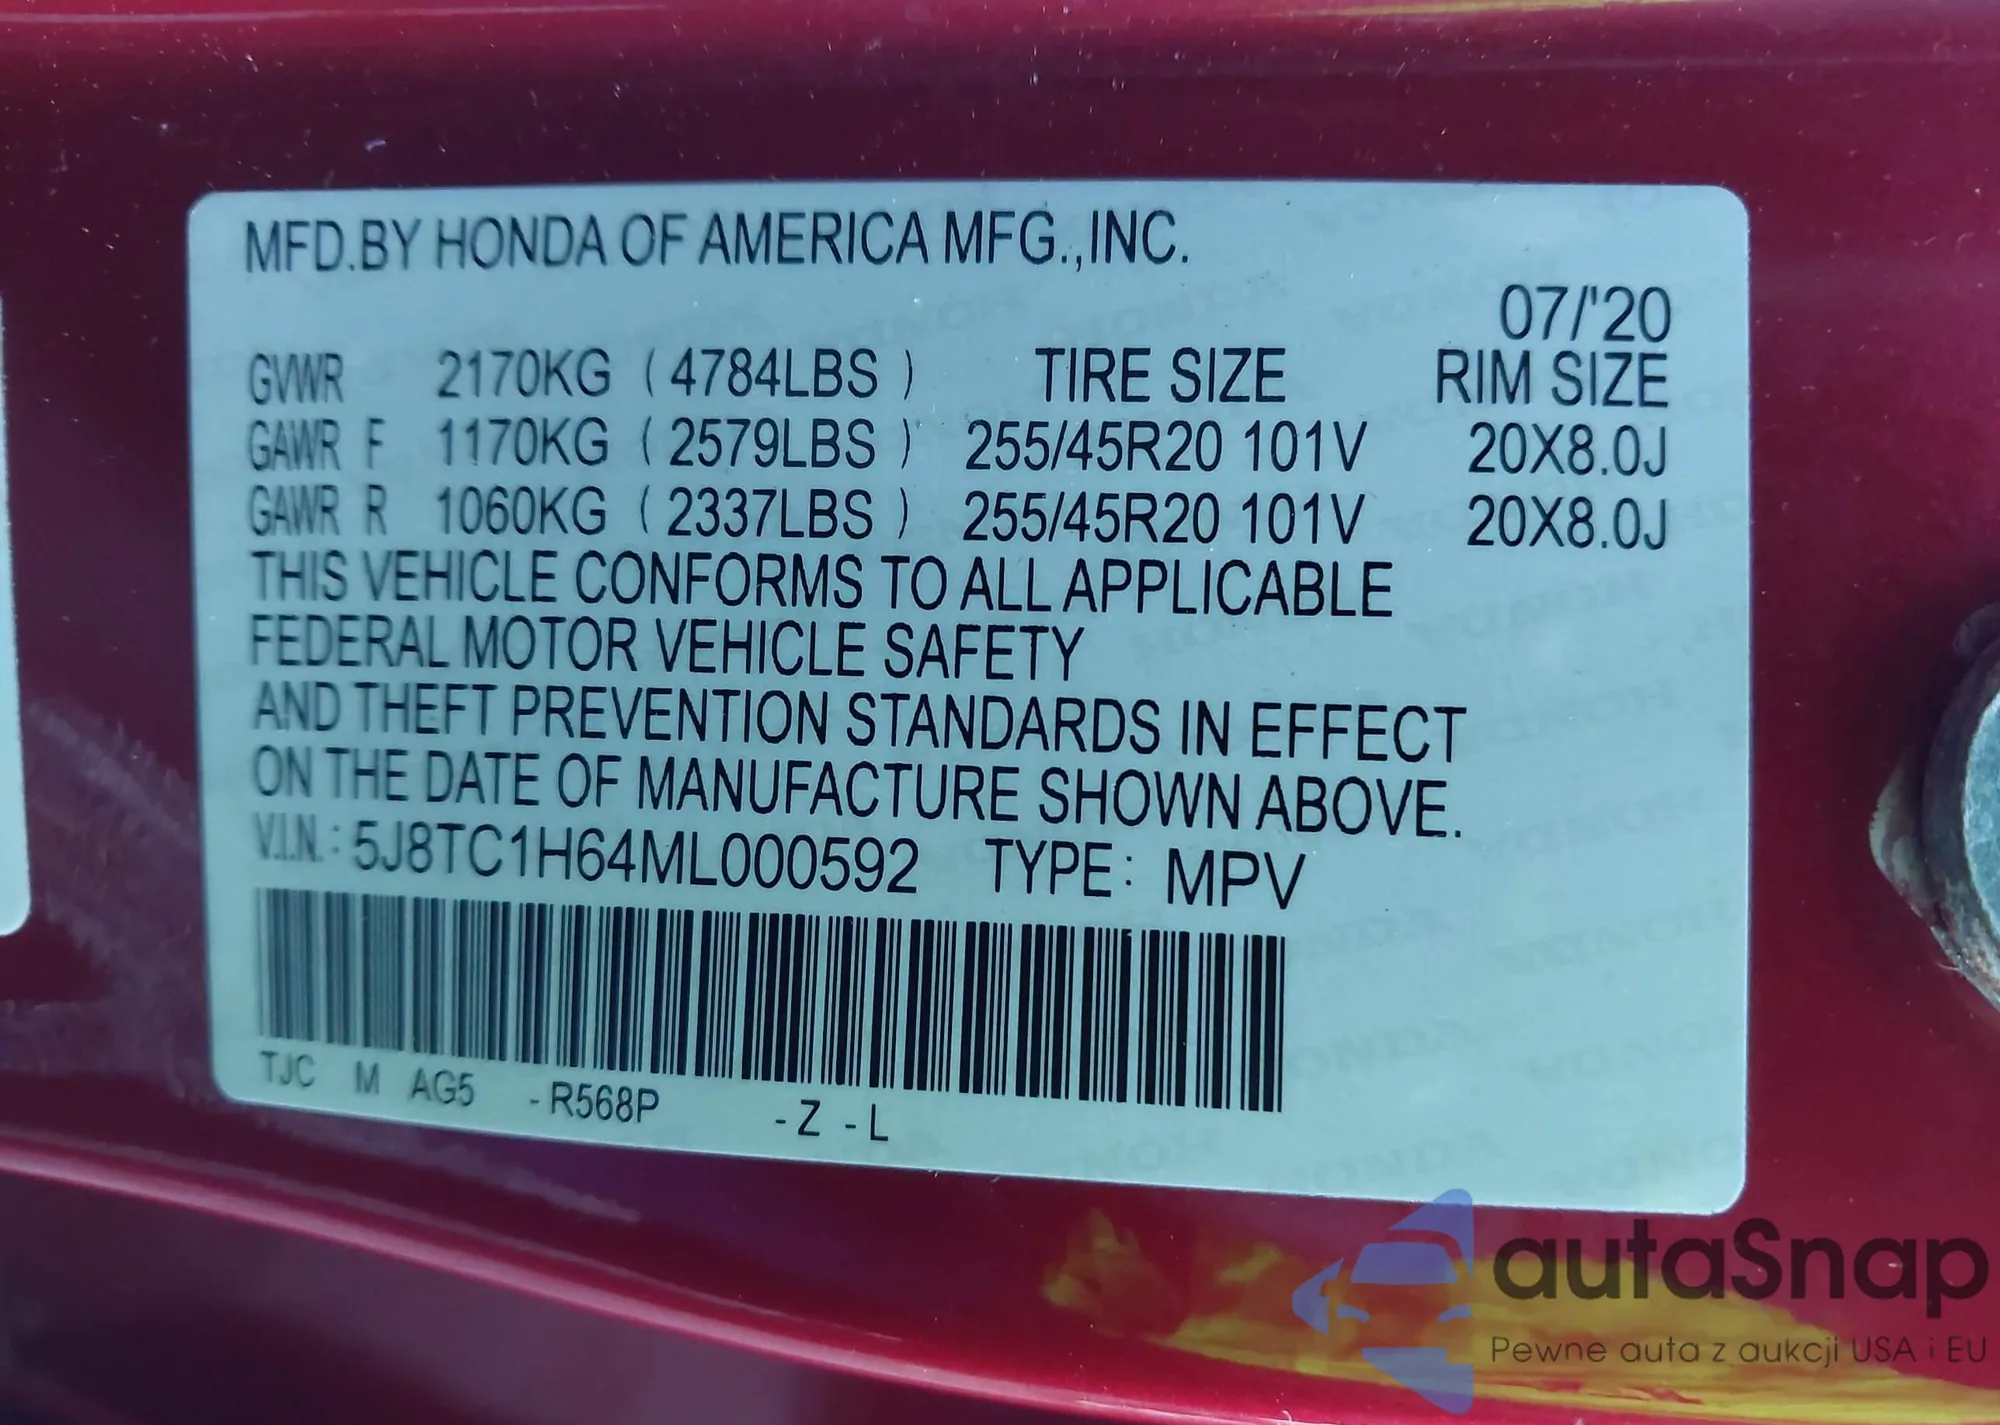 MFD.BY HONDA OF AMERICA MFG.,INC.
07/'20
GVWR 2170KG (4784LBS) TIRE SIZE RIM SIZE
GAWR F 1170KG (2579LBS) 255/45R20 101V 20X8.0J
GAWR R 1060KG (2337LBS) 255/45R20 101V 20X8.0J
THIS VEHICLE CONFORMS TO ALL APPLICABLE
FEDERAL MOTOR VEHICLE SAFETY
AND THEFT PREVENTION STANDARDS IN EFFECT
ON THE DATE OF MANUFACTURE SHOWN ABOVE.
V.I.N.: 5J8TC1H64ML000592 TYPE: MPV
TJC M AG5 -R568P -Z -L
autaSnap
Pewne auta z aukcji USA i EU